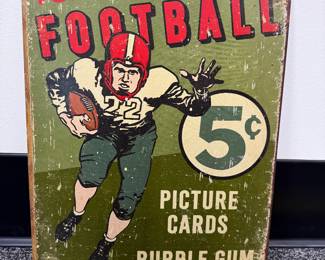 FOOTBALL
22
5¢
PICTURE
CARDS
BUBBLE GUM